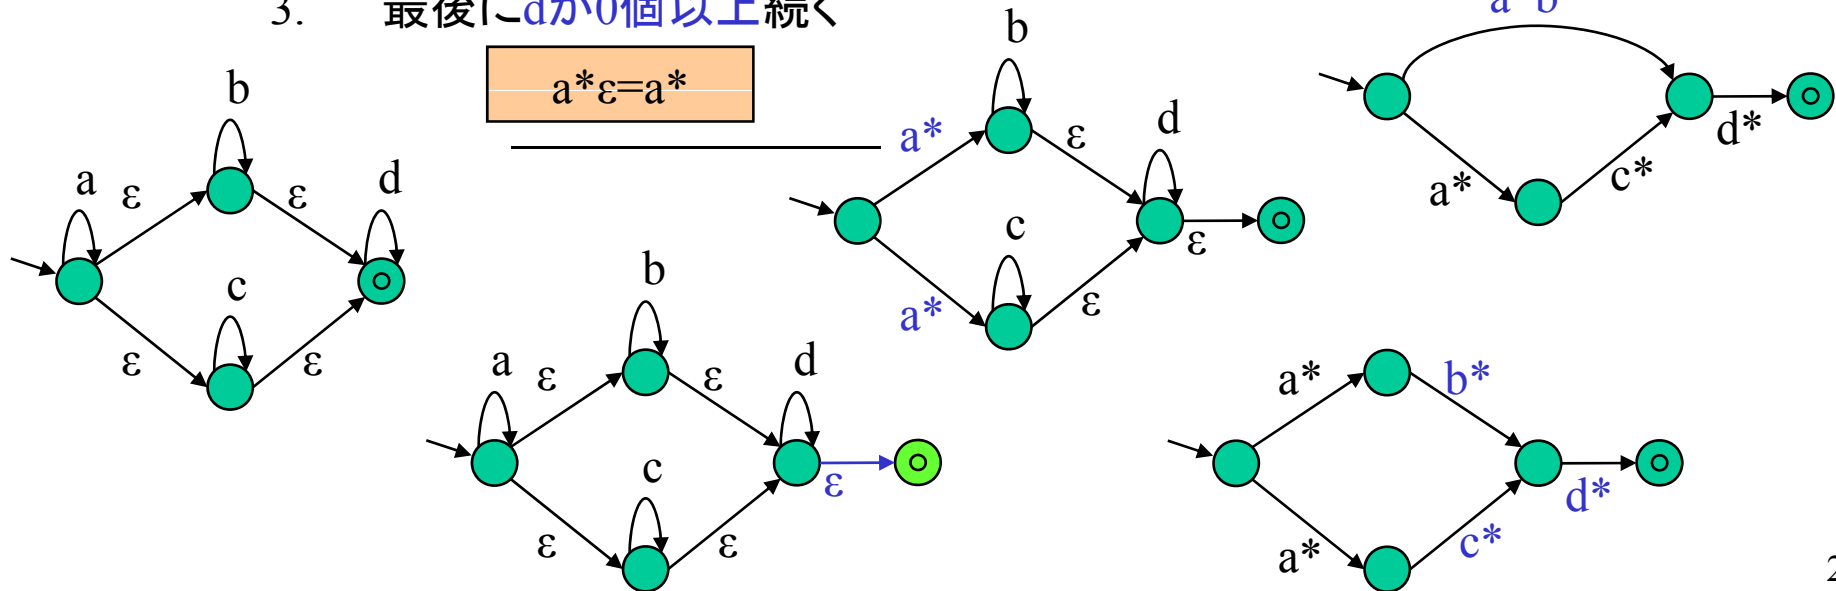 3. 最後にdが0個以上続く
a*ε=a*
b
a ε ε d
c
ε ε
b
a ε ε d
c ε
ε ε
b
a* ε d
c ε
a* ε
a* b*
d*
a* c*
a b
d*
a* c*